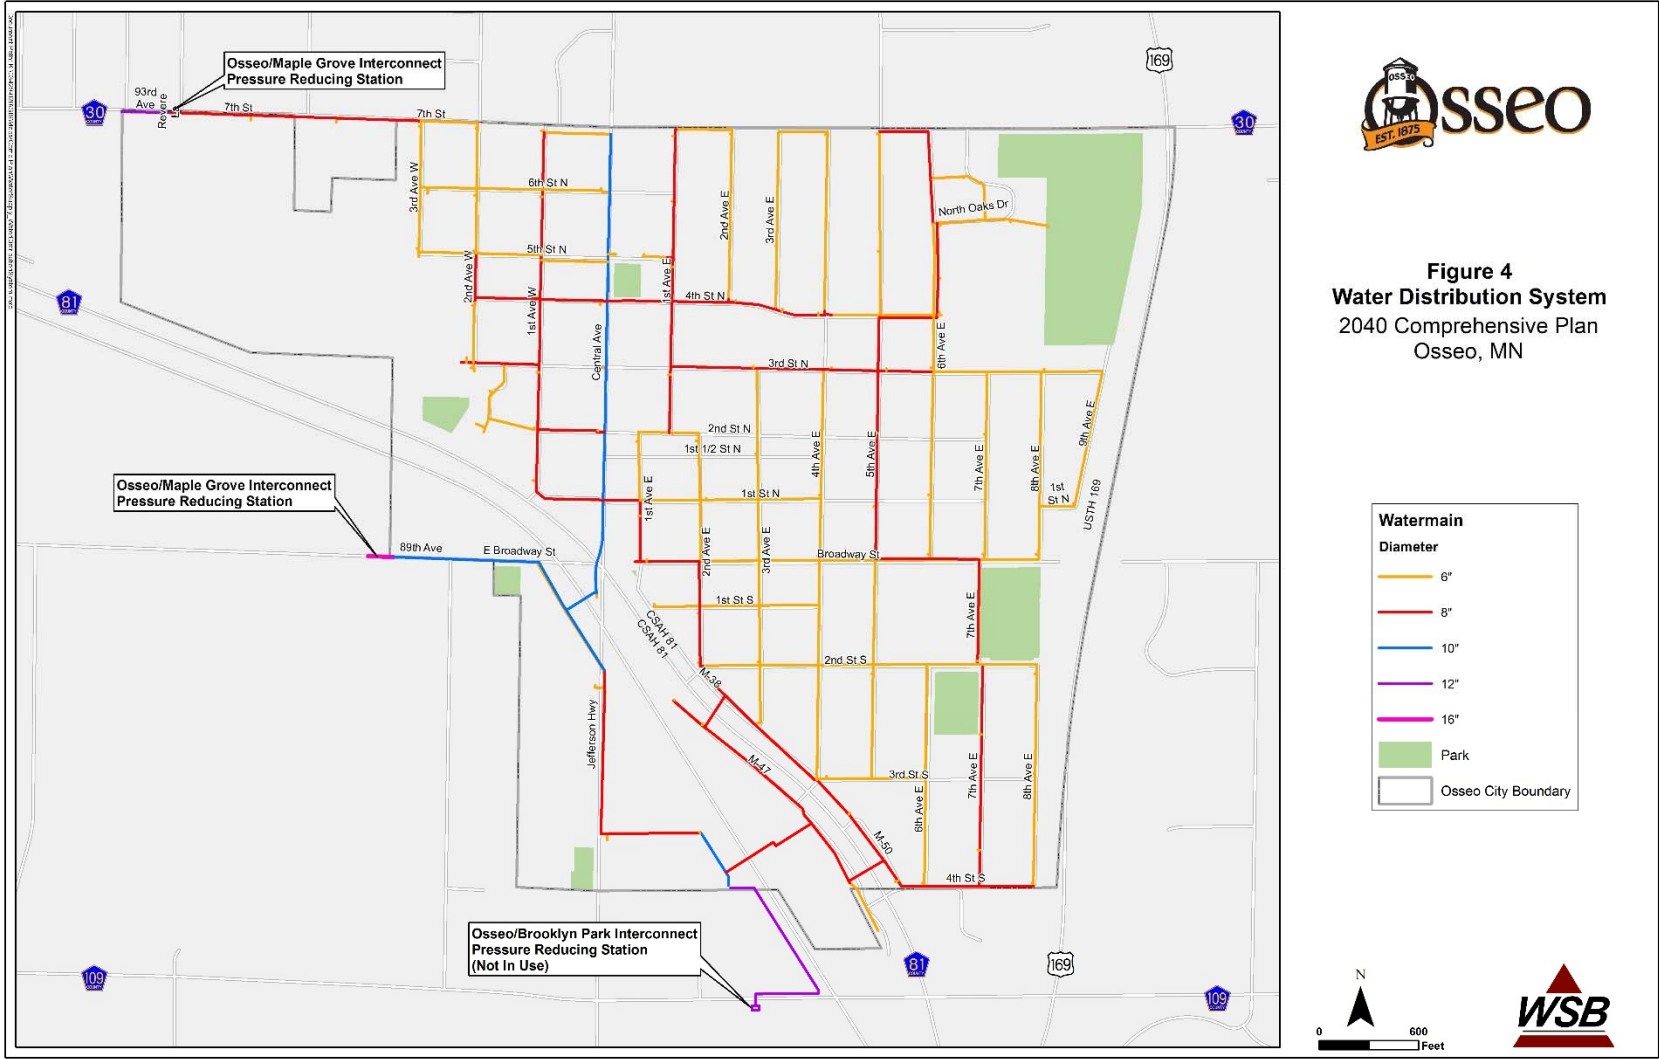 Osseo/Maple Grove Interconnect
Pressure Reducing Station
169
93rd
Ave
Revere
7th St
7th St
30
COUNTY
30
COUNTY
OSSEO
OSSEO
EST. 1875
3rd Ave W
6th St N
2nd Ave E
3rd Ave E
North Oaks Dr
5th St N
2nd Ave W
1st Ave W
1st Ave E
4th St N
81
COUNTY
Central Ave
6th Ave E
3rd St N
Figure 4
Water Distribution System
2040 Comprehensive Plan
Osseo, MN
2nd St N
1st 1/2 St N
4th Ave E
5th Ave E
7th Ave E
8th Ave E
9th Ave E
1st
St N
1st St N
1st Ave E
USTH 169
Osseo/Maple Grove Interconnect
Pressure Reducing Station
89th Ave
E Broadway St
Broadway St
2nd Ave E
3rd Ave E
1st St S
7th Ave E
CSAH 81
CSAH 81
2nd St S
M-38
Jefferson Hwy
M-47
3rd St S
6th Ave E
7th Ave E
8th Ave E
M-50
4th St S
Watermain
Diameter
6"
8"
10"
12"
16"
Park
Osseo City Boundary
Osseo/Brooklyn Park Interconnect
Pressure Reducing Station
(Not In Use)
109
COUNTY
81
COUNTY
169
109
COUNTY
N
0
600
Feet
WSB